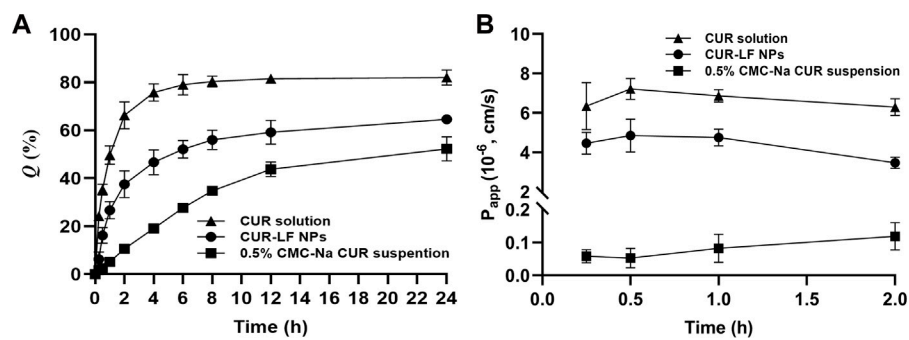 A
Q (%)
100
80
60
40
20
0
CUR solution
CUR-LF NPs
0.5% CMC-Na CUR suspention
0 2 4 6 8 10 12 14 16 18 20 22 24
Time (h)
B
P_app (10^-6, cm/s)
CUR solution
CUR-LF NPs
0.5% CMC-Na CUR suspension
10
8
6
4
2
0.2
0.1
0.0
0.0 0.5 1.0 1.5 2.0
Time (h)